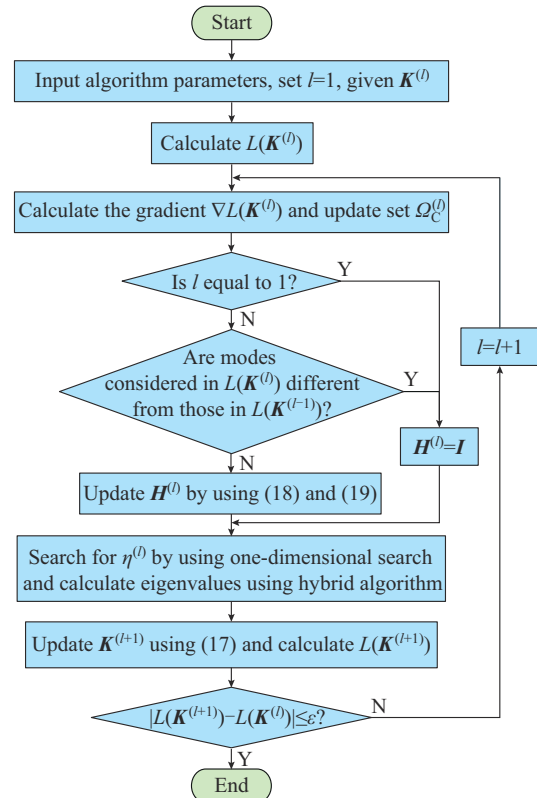 Start
Input algorithm parameters, set l=1, given K^(l)
Calculate L(K^(l))
Calculate the gradient ∇L(K^(l)) and update set Ω_C^(l)
Is l equal to 1?
Y
N
Are modes
considered in L(K^(l)) different
from those in L(K^(l−1))?
Y
N
l=l+1
H^(l)=I
Update H^(l) by using (18) and (19)
Search for η^(l) by using one-dimensional search
and calculate eigenvalues using hybrid algorithm
Update K^(l+1) using (17) and calculate L(K^(l+1))
|L(K^(l+1))−L(K^(l))|≤ε?
N
Y
End